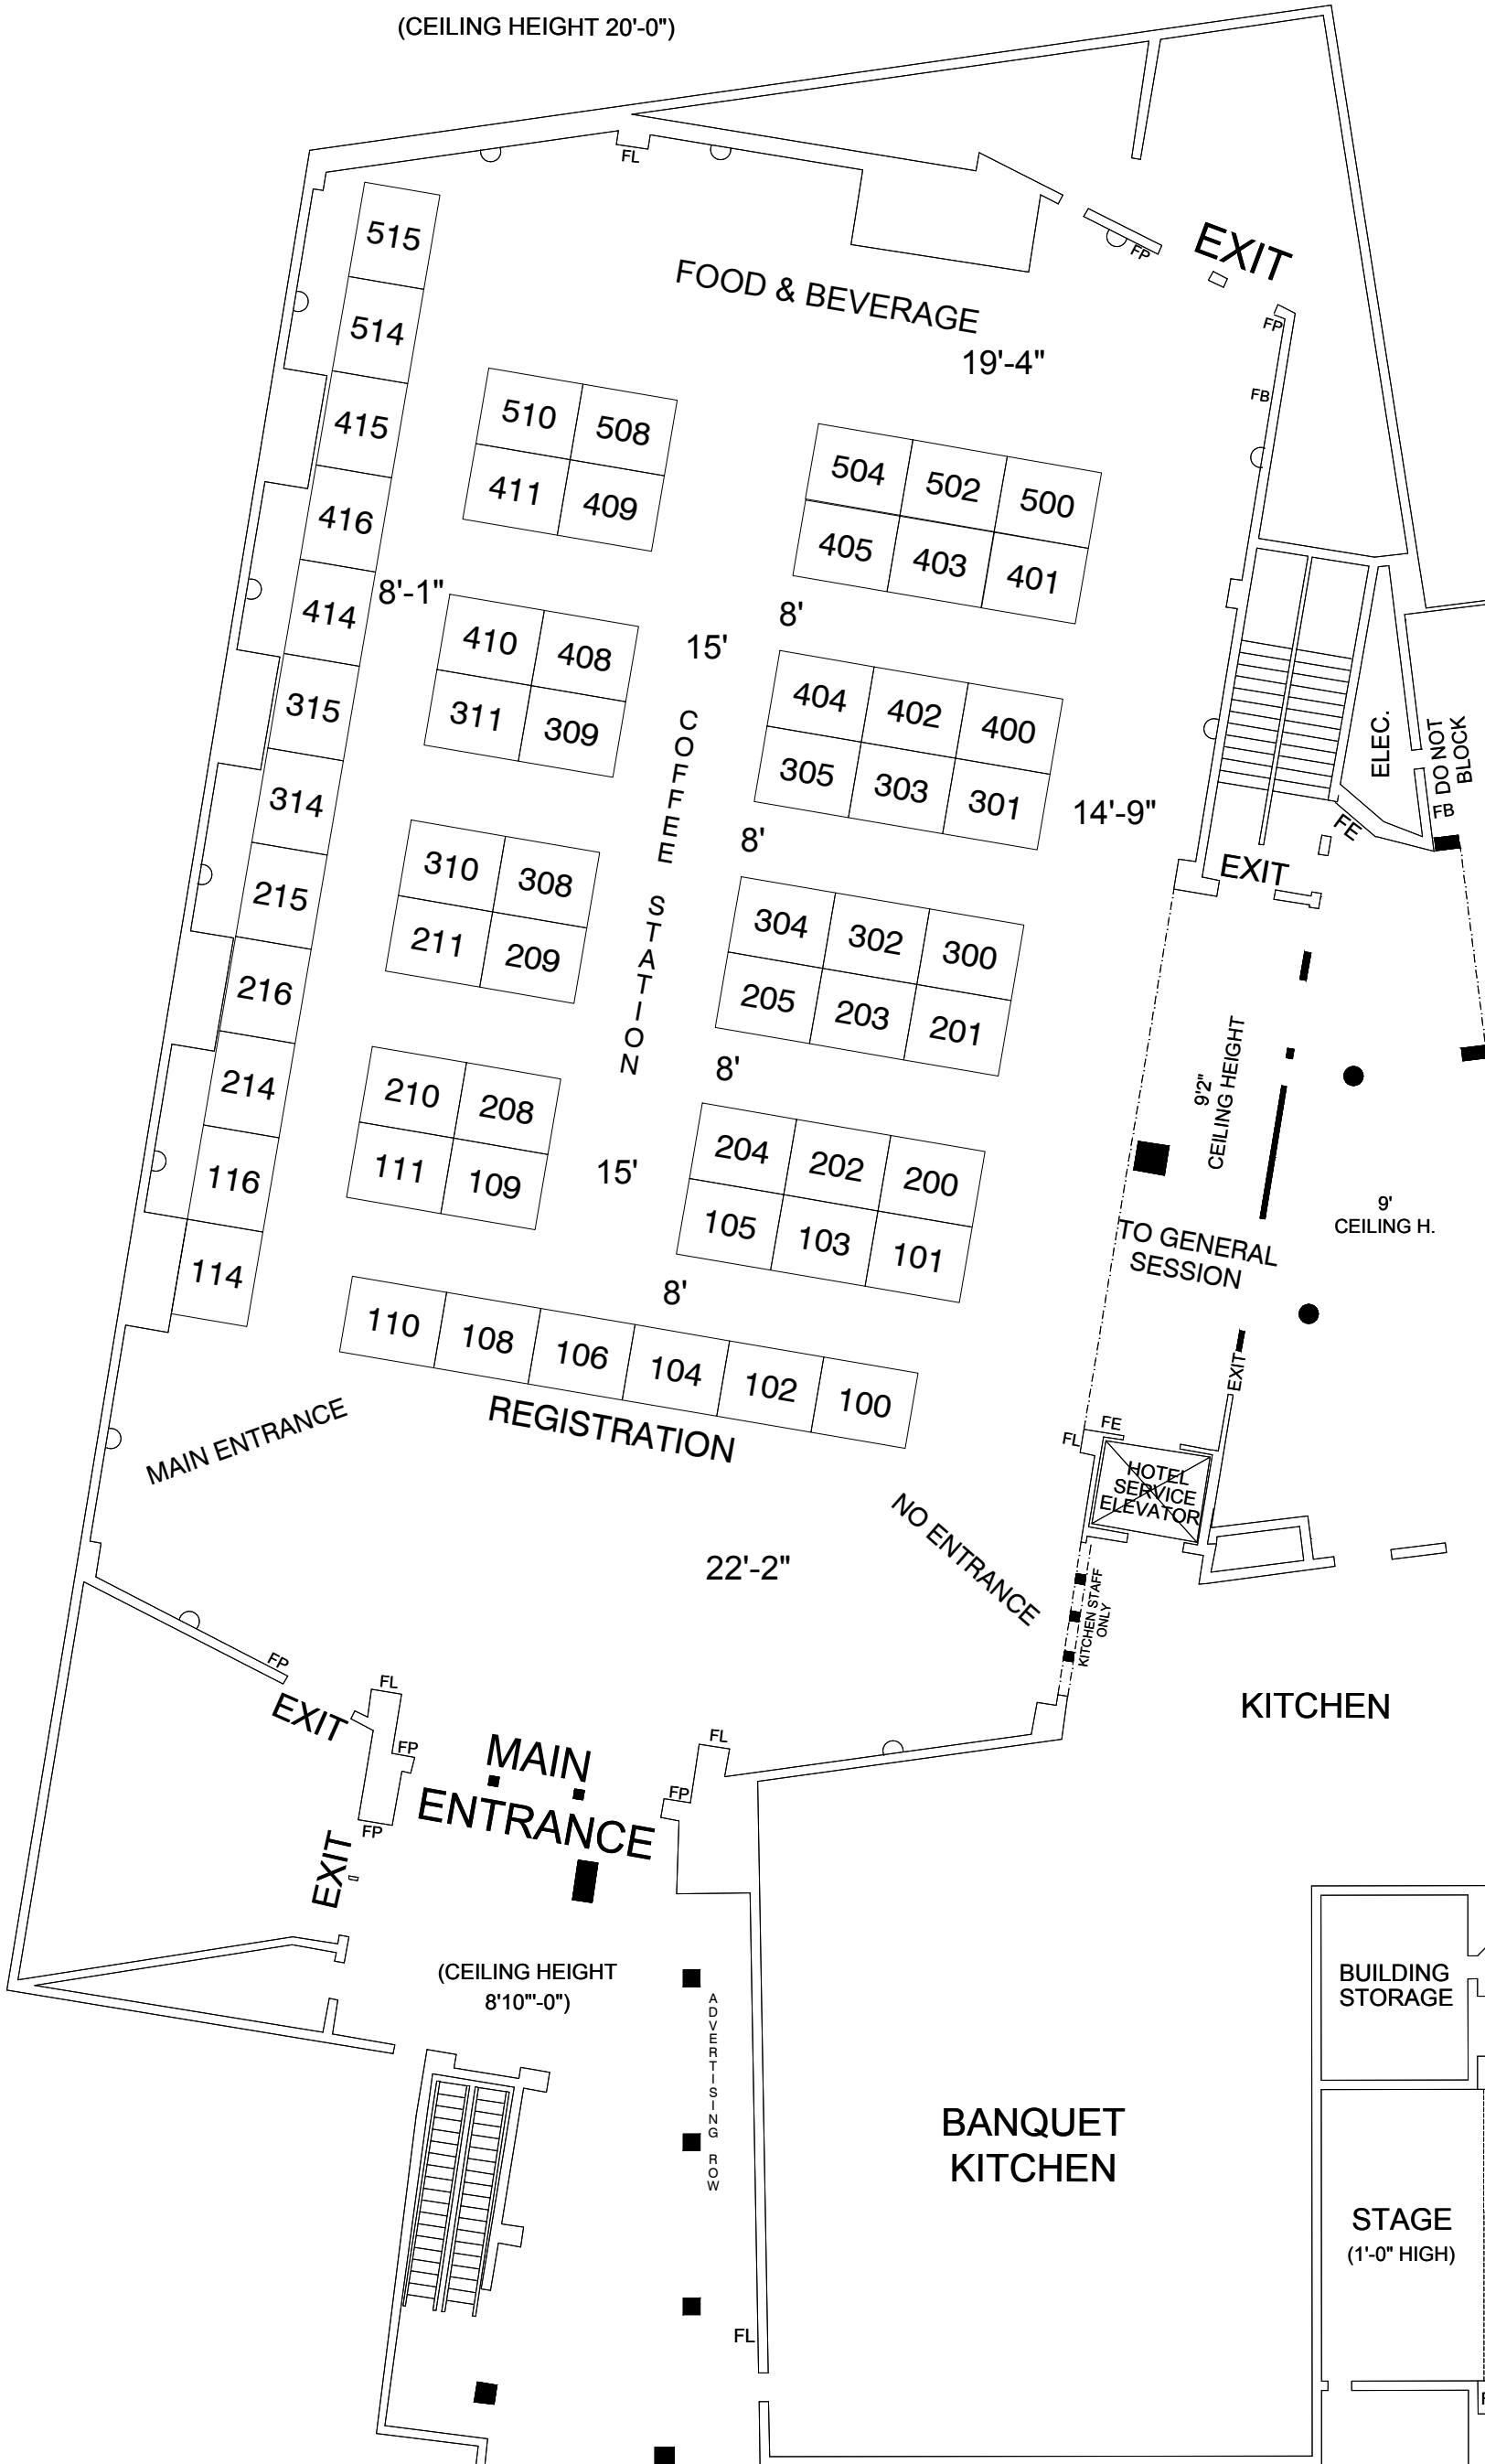 (CEILING HEIGHT 20'-0")
FL
FP
EXIT
FP
FB
FOOD & BEVERAGE
19'-4"
515
514
415
416
414
315
314
215
216
214
116
114
8'-1"
510 508
411 409
504 502 500
405 403 401
8'
15'
410 408
311 309
404 402 400
305 303 301
14'-9"
8'
COFFEE STATION
310 308
211 209
304 302 300
205 203 201
8'
210 208
111 109
15'
204 202 200
105 103 101
8'
110 108 106 104 102 100
REGISTRATION
MAIN ENTRANCE
NO ENTRANCE
22'-2"
ELEC.
DO NOT
BLOCK
FB
FE
EXIT
9'2"
CEILING HEIGHT
9'
CEILING H.
TO GENERAL
SESSION
EXIT
FE
FL
HOTEL
SERVICE
ELEVATOR
KITCHEN STAFF
ONLY
KITCHEN
FP
EXIT
FL
FP
FP
EXIT
MAIN
ENTRANCE
FL
FP
(CEILING HEIGHT
8'10"'-0")
ADVERTISING ROW
FL
BANQUET
KITCHEN
BUILDING
STORAGE
STAGE
(1'-0" HIGH)